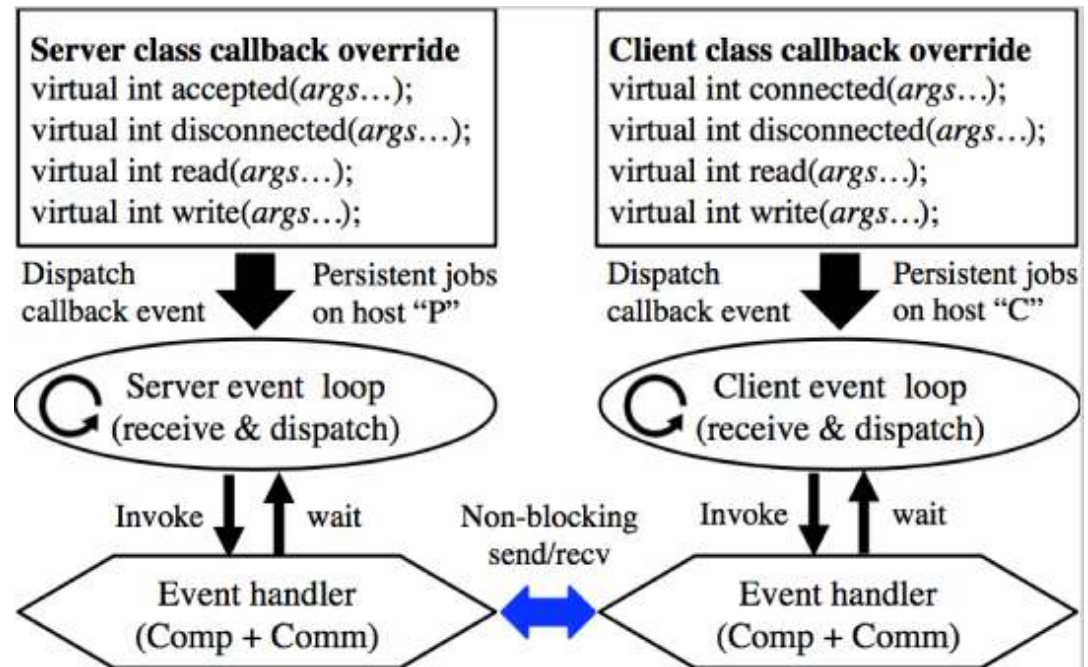 Server class callback override
virtual int accepted(args…);
virtual int disconnected(args…);
virtual int read(args…);
virtual int write(args…);
Dispatch
callback event
Persistent jobs
on host “P”
Server event loop
(receive & dispatch)
Invoke
wait
Event handler
(Comp + Comm)
Non-blocking
send/recv
Client class callback override
virtual int connected(args…);
virtual int disconnected(args…);
virtual int read(args…);
virtual int write(args…);
Dispatch
callback event
Persistent jobs
on host “C”
Client event loop
(receive & dispatch)
Invoke
wait
Event handler
(Comp + Comm)